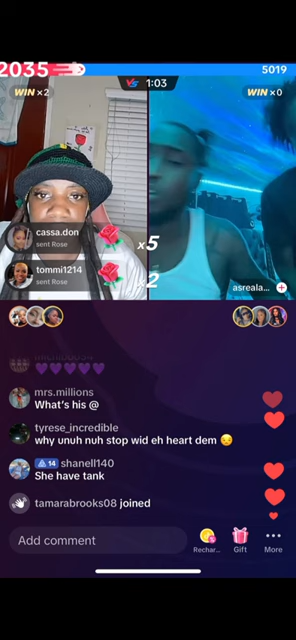 2035
5019
WIN ×2
VS 1:03
WIN ×0
cassa.don
sent Rose
x5
tommi1214
sent Rose
2
asreala...
mrs.millions
What's his @
tyrese_incredible
why unuh nuh stop wid eh heart dem
14 shanell140
She have tank
tamarabrooks08 joined
Add comment
Rechar...
Gift
More